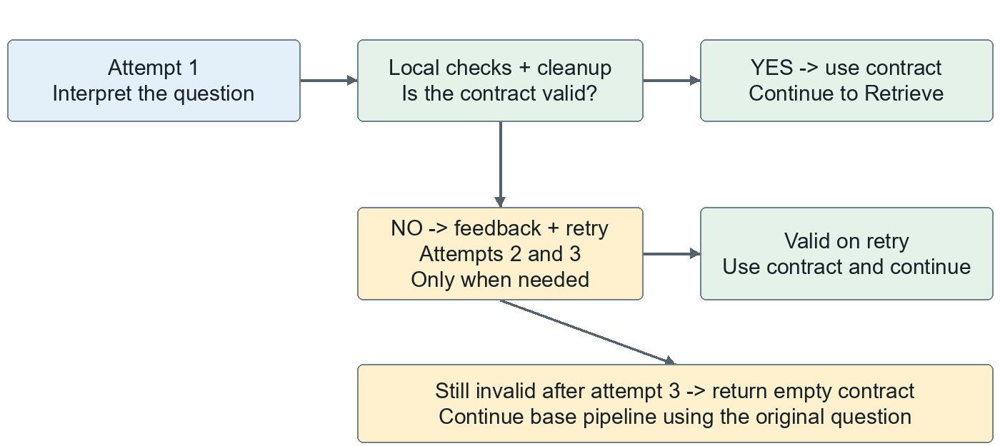 Attempt 1
Interpret the question
Local checks + cleanup
Is the contract valid?
YES -> use contract
Continue to Retrieve
NO -> feedback + retry
Attempts 2 and 3
Only when needed
Valid on retry
Use contract and continue
Still invalid after attempt 3 -> return empty contract
Continue base pipeline using the original question